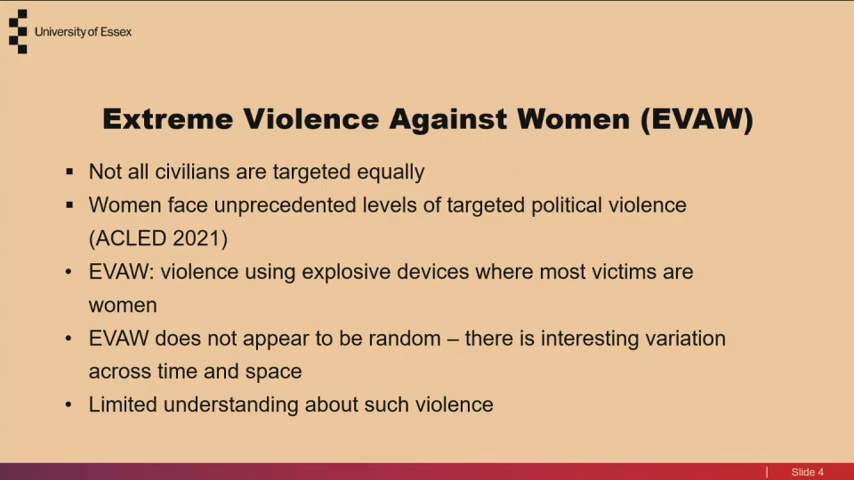 University of Essex
Extreme Violence Against Women (EVAW)
▪ Not all civilians are targeted equally
▪ Women face unprecedented levels of targeted political violence
(ACLED 2021)
• EVAW: violence using explosive devices where most victims are
women
• EVAW does not appear to be random – there is interesting variation
across time and space
• Limited understanding about such violence
| Slide 4